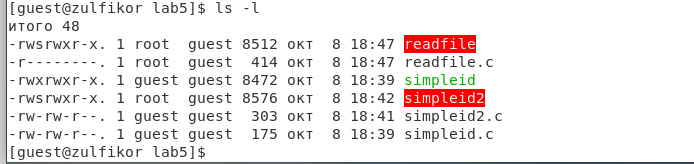 [guest@zulfikor lab5]$ ls -l
итого 48
-rwsrwxr-x. 1 root  guest 8512 окт  8 18:47 readfile
-r--------. 1 root  guest  414 окт  8 18:47 readfile.c
-rwxrwxr-x. 1 guest guest 8472 окт  8 18:39 simpleid
-rwsrwxr-x. 1 root  guest 8576 окт  8 18:42 simpleid2
-rw-rw-r--. 1 guest guest  303 окт  8 18:41 simpleid2.c
-rw-rw-r--. 1 guest guest  175 окт  8 18:39 simpleid.c
[guest@zulfikor lab5]$